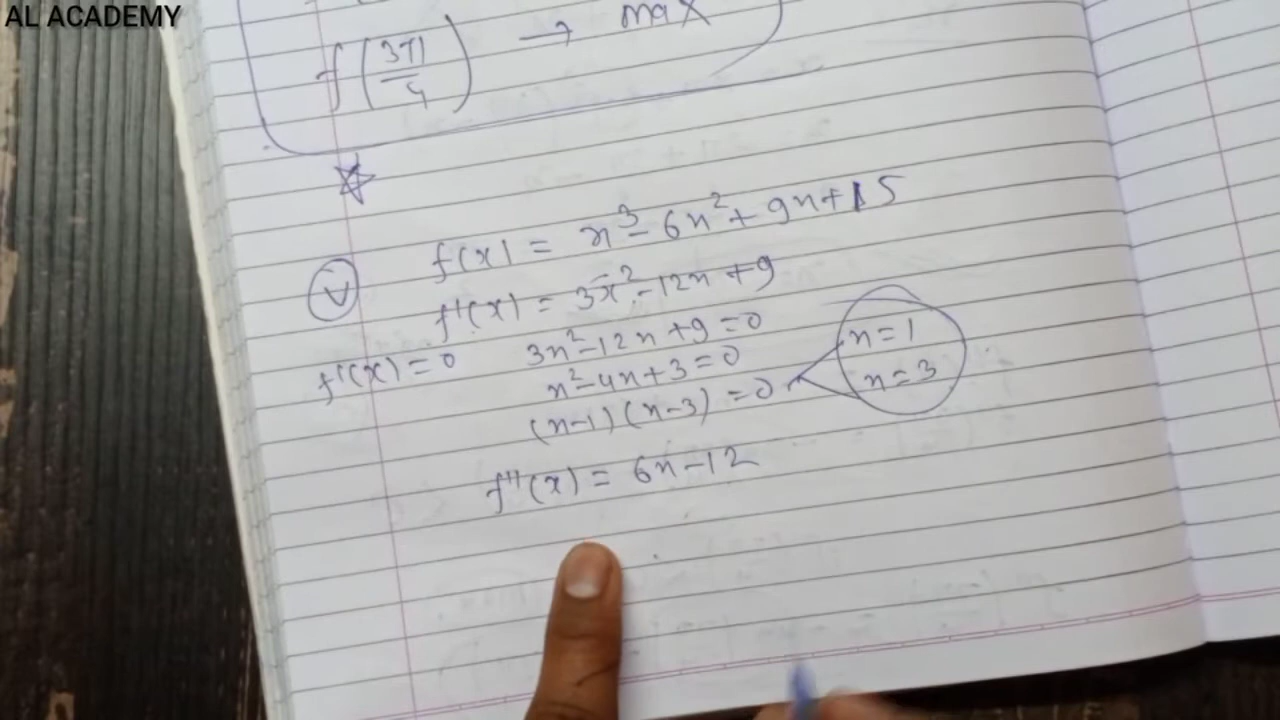 AL ACADEMY
f(3π/4) → max
(v) f(x) = x³ - 6x² + 9x + 15
f'(x) = 3x² - 12x + 9
f'(x) = 0 3x² - 12x + 9 = 0
x² - 4x + 3 = 0
(x-1)(x-3) = 0
x = 1
x = 3
f''(x) = 6x - 12